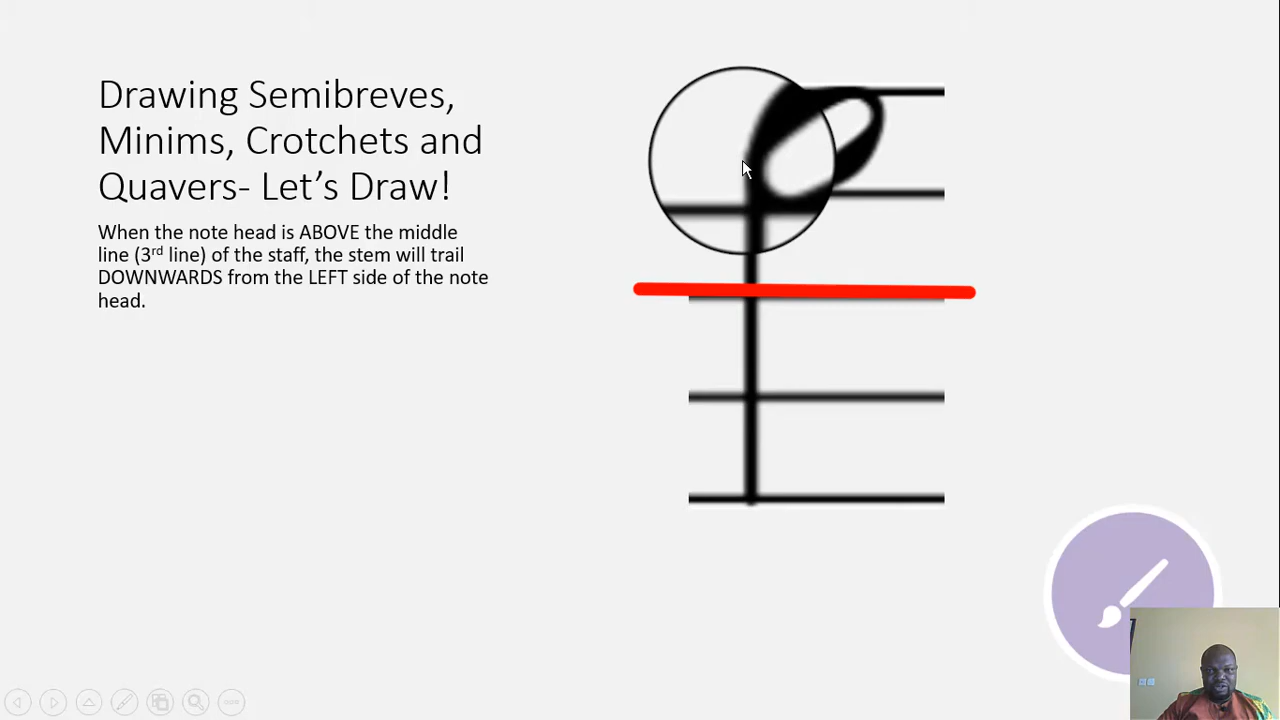 Drawing Semibreves,
Minims, Crotchets and
Quavers- Let's Draw!
When the note head is ABOVE the middle
line (3rd line) of the staff, the stem will trail
DOWNWARDS from the LEFT side of the note
head.